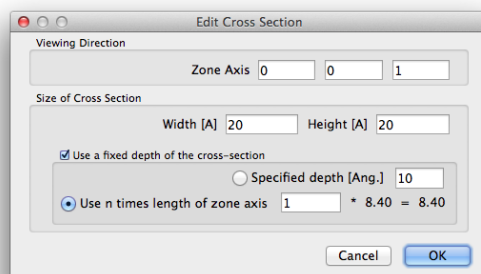 Edit Cross Section
Viewing Direction
Zone Axis 0 0 1
Size of Cross Section
Width [A] 20 Height [A] 20
Use a fixed depth of the cross-section
Specified depth [Ang.] 10
Use n times length of zone axis 1 * 8.40 = 8.40
Cancel OK